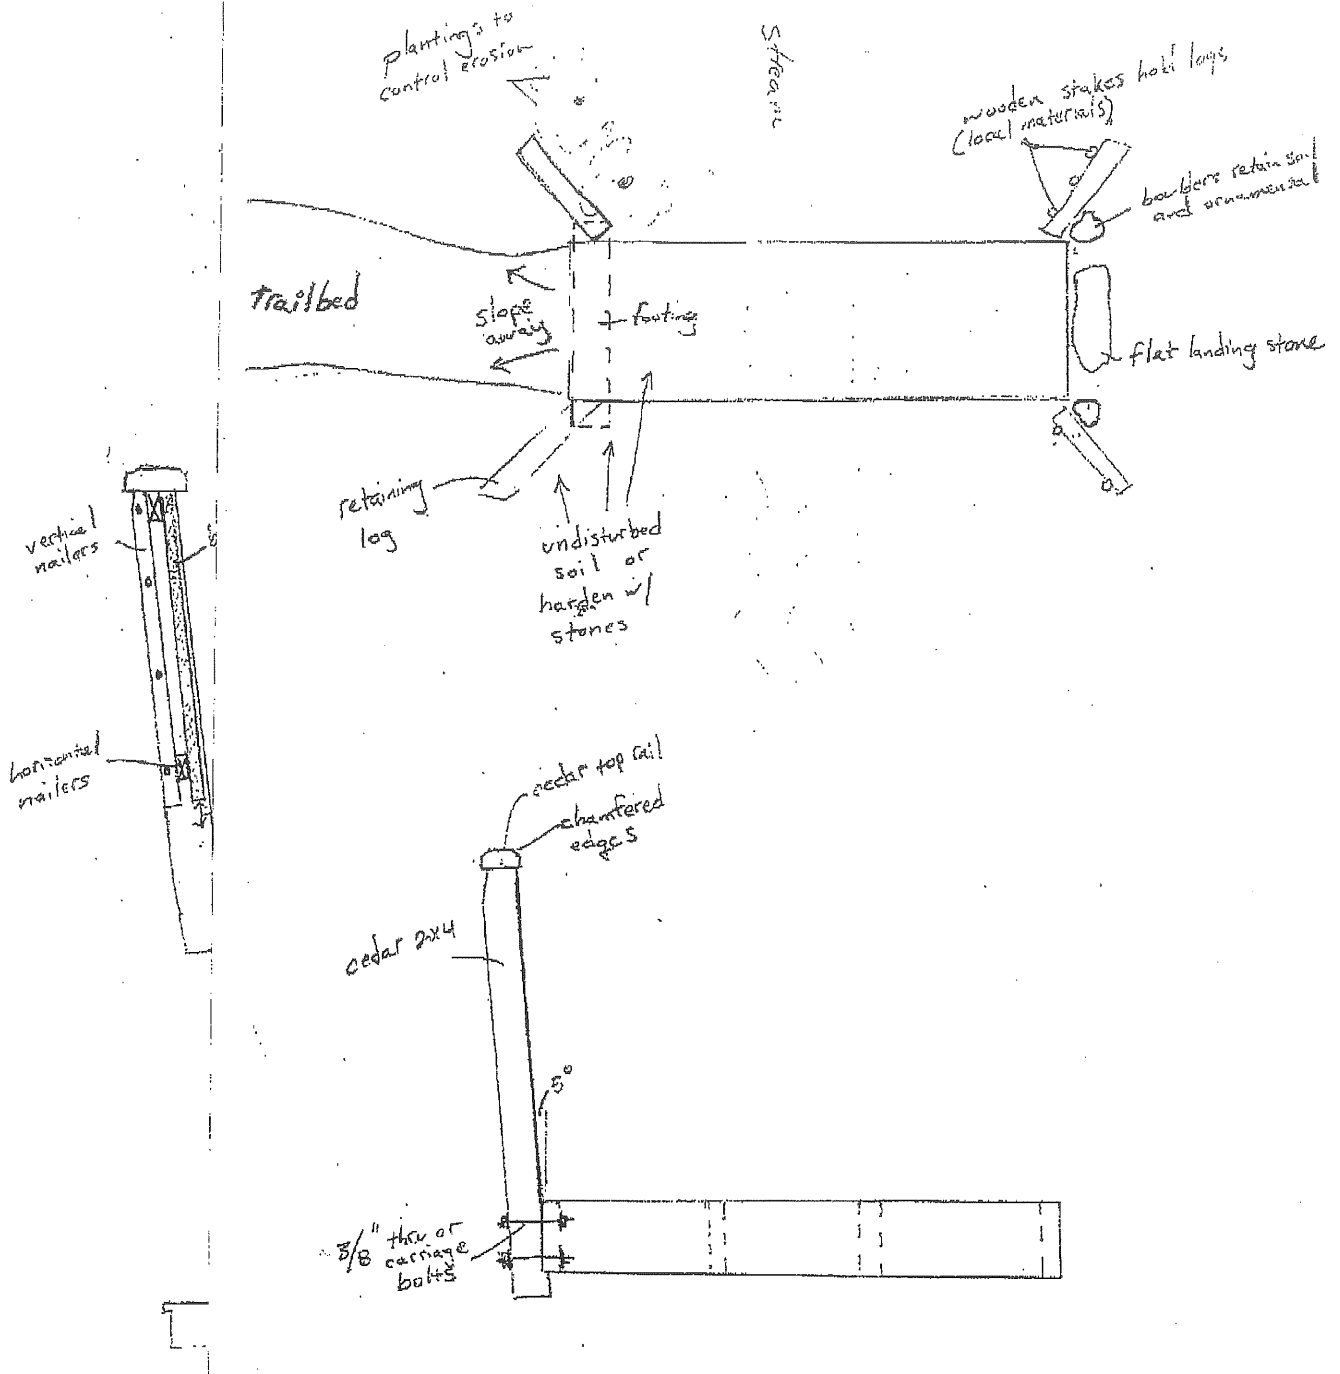 plantings to
control erosion
Stream
wooden stakes hold logs
(local materials)
boulders retain soil
and ornamental
trailbed
slope
away
footing
flat landing stone
retaining
log
undisturbed
soil or
harden w/
stones
vertical
nailers
horizontal
nailers
cedar top rail
chamfered
edges
cedar 2x4
5°
3/8" thru or
carriage
bolts